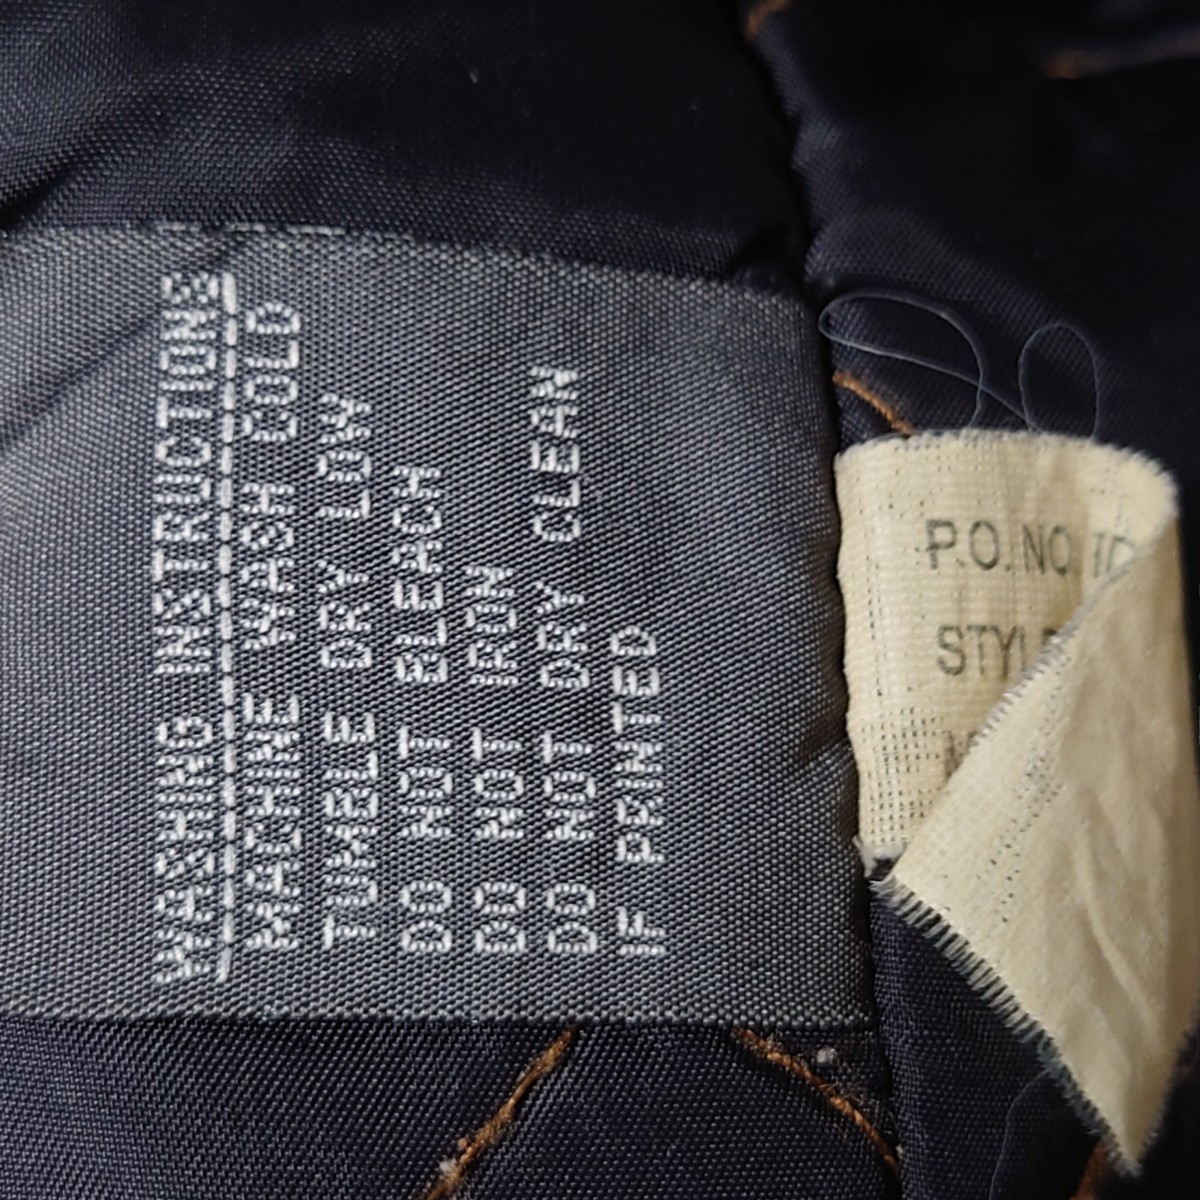 WASHING INSTRUCTIONS
MACHINE WASH COLD
TUMBLE DRY LOW
DO NOT BLEACH
DO NOT IRON
DO NOT DRY CLEAN
IF PRINTED
P.O. NO